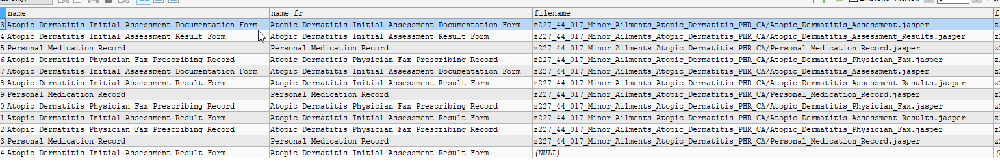 name name_fr filename
3 Atopic Dermatitis Initial Assessment Documentation Form Atopic Dermatitis Initial Assessment Documentation Form z227_44_017_Minor_Ailments_Atopic_Dermatitis_PHR_CA/Atopic_Dermatitis_Assessment.jasper
4 Atopic Dermatitis Initial Assessment Result Form Atopic Dermatitis Initial Assessment Result Form z227_44_017_Minor_Ailments_Atopic_Dermatitis_PHR_CA/Atopic_Dermatitis_Assessment_Results.jasper
5 Personal Medication Record Personal Medication Record z227_44_017_Minor_Ailments_Atopic_Dermatitis_PHR_CA/Personal_Medication_Record.jasper
6 Atopic Dermatitis Physician Fax Prescribing Record Atopic Dermatitis Physician Fax Prescribing Record z227_44_017_Minor_Ailments_Atopic_Dermatitis_PHR_CA/Atopic_Dermatitis_Physician_Fax.jasper
7 Atopic Dermatitis Initial Assessment Documentation Form Atopic Dermatitis Initial Assessment Documentation Form z227_44_017_Minor_Ailments_Atopic_Dermatitis_PHR_CA/Atopic_Dermatitis_Assessment.jasper
8 Atopic Dermatitis Initial Assessment Result Form Atopic Dermatitis Initial Assessment Result Form z227_44_017_Minor_Ailments_Atopic_Dermatitis_PHR_CA/Atopic_Dermatitis_Assessment_Results.jasper
9 Personal Medication Record Personal Medication Record z227_44_017_Minor_Ailments_Atopic_Dermatitis_PHR_CA/Personal_Medication_Record.jasper
0 Atopic Dermatitis Physician Fax Prescribing Record Atopic Dermatitis Physician Fax Prescribing Record z227_44_017_Minor_Ailments_Atopic_Dermatitis_PHR_CA/Atopic_Dermatitis_Physician_Fax.jasper
1 Atopic Dermatitis Initial Assessment Result Form Atopic Dermatitis Initial Assessment Result Form z227_44_017_Minor_Ailments_Atopic_Dermatitis_PHR_CA/Atopic_Dermatitis_Assessment_Results.jasper
2 Atopic Dermatitis Physician Fax Prescribing Record Atopic Dermatitis Physician Fax Prescribing Record z227_44_017_Minor_Ailments_Atopic_Dermatitis_PHR_CA/Atopic_Dermatitis_Physician_Fax.jasper
3 Personal Medication Record Personal Medication Record z227_44_017_Minor_Ailments_Atopic_Dermatitis_PHR_CA/Personal_Medication_Record.jasper
4 Atopic Dermatitis Initial Assessment Result Form Atopic Dermatitis Initial Assessment Result Form (NULL)